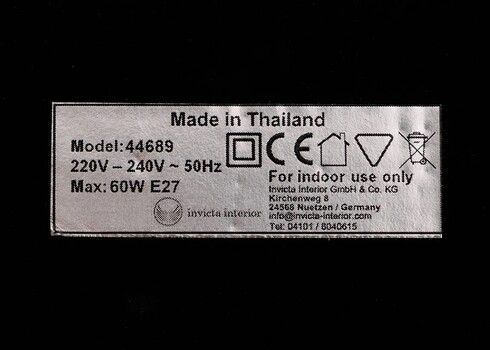 Made in Thailand
Model:44689
220V – 240V ~ 50Hz
Max: 60W E27
CE
For indoor use only
Invicta Interior GmbH & Co. KG
Kirchenweg 8
24568 Nuetzen / Germany
info@invicta-interior.com
Tel: 04101 / 8040615
invicta interior